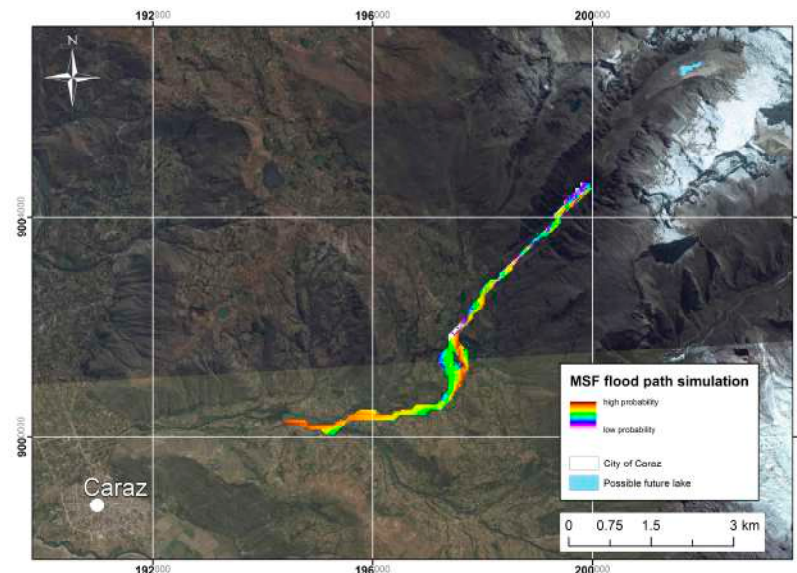 192000 196000 200000
N
9004000
MSF flood path simulation
high probability
low probability
City of Caraz
Possible future lake
9000000
Caraz
0 0.75 1.5 3 km
192000 196000 200000